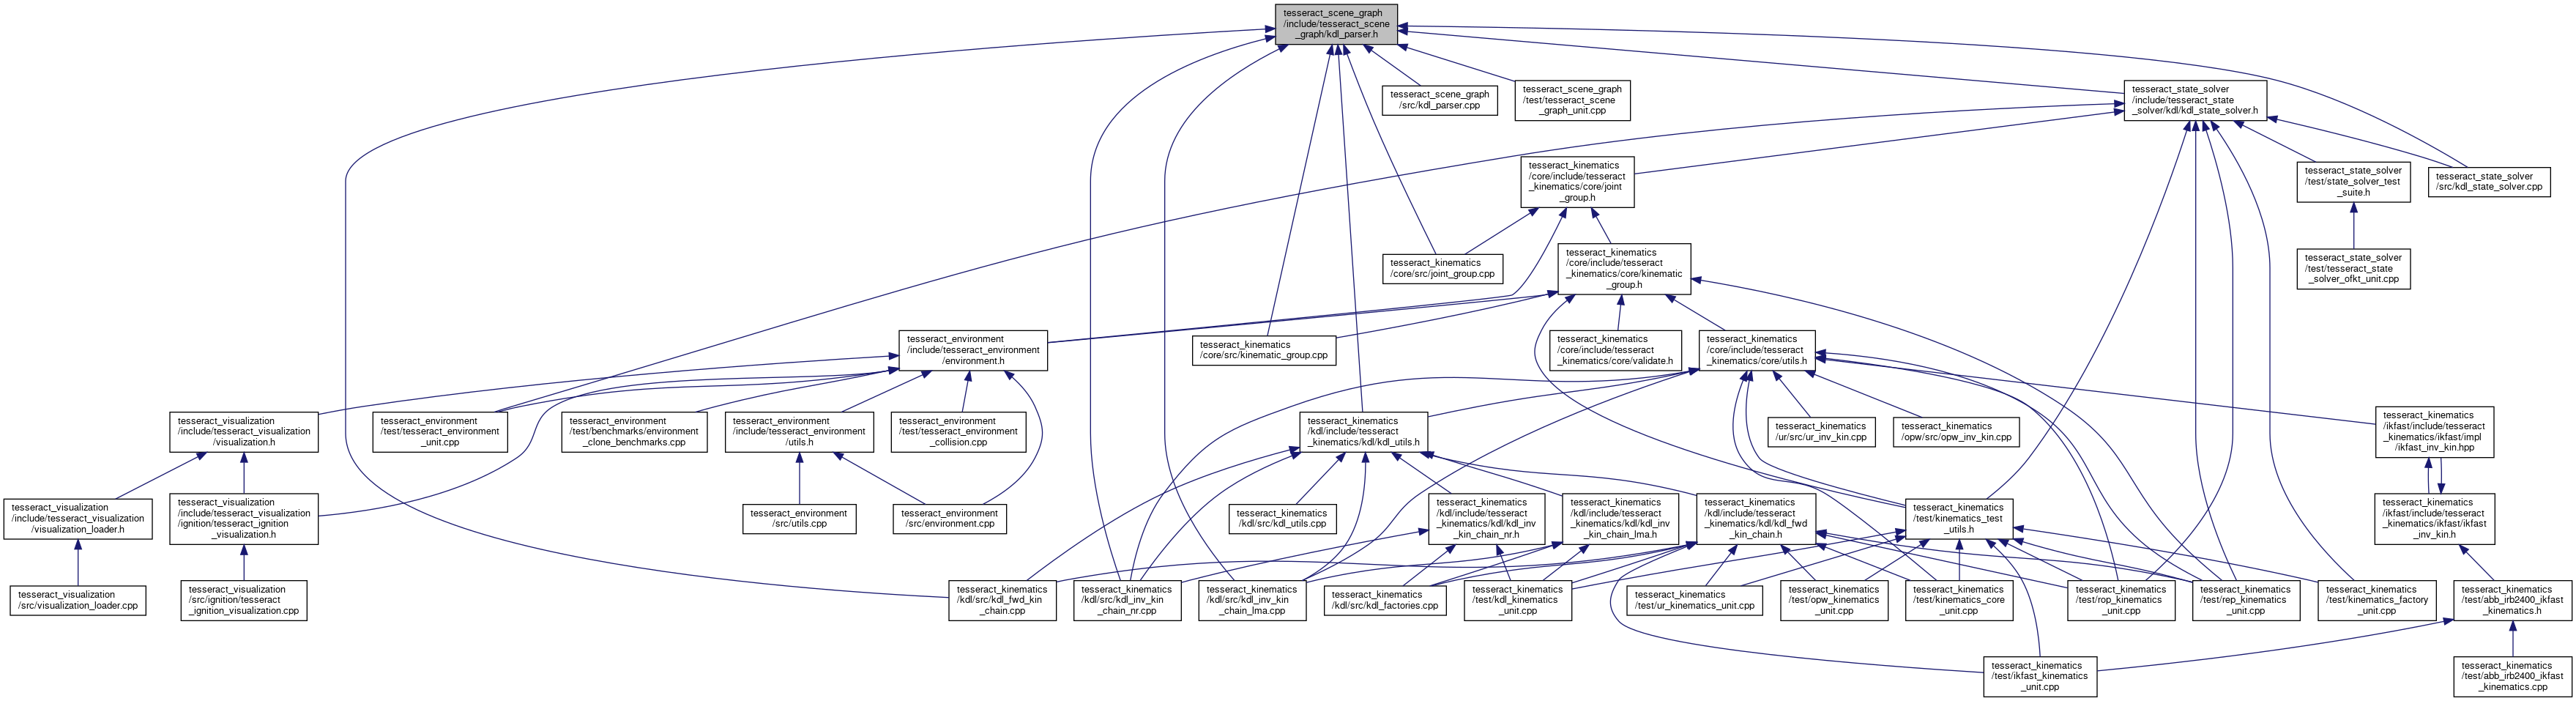 tesseract_scene_graph
/include/tesseract_scene
_graph/kdl_parser.h
tesseract_scene_graph
/src/kdl_parser.cpp
tesseract_scene_graph
/test/tesseract_scene
_graph_unit.cpp
tesseract_state_solver
/include/tesseract_state
_solver/kdl/kdl_state_solver.h
tesseract_kinematics
/core/include/tesseract
_kinematics/core/joint
_group.h
tesseract_state_solver
/test/state_solver_test
_suite.h
tesseract_state_solver
/src/kdl_state_solver.cpp
tesseract_kinematics
/core/src/joint_group.cpp
tesseract_kinematics
/core/include/tesseract
_kinematics/core/kinematic
_group.h
tesseract_state_solver
/test/tesseract_state
_solver_ofkt_unit.cpp
tesseract_environment
/include/tesseract_environment
/environment.h
tesseract_kinematics
/core/src/kinematic_group.cpp
tesseract_kinematics
/core/include/tesseract
_kinematics/core/validate.h
tesseract_kinematics
/core/include/tesseract
_kinematics/core/utils.h
tesseract_visualization
/include/tesseract_visualization
/visualization.h
tesseract_environment
/test/tesseract_environment
_unit.cpp
tesseract_environment
/test/benchmarks/environment
_clone_benchmarks.cpp
tesseract_environment
/include/tesseract_environment
/utils.h
tesseract_environment
/test/tesseract_environment
_collision.cpp
tesseract_kinematics
/kdl/include/tesseract
_kinematics/kdl/kdl_utils.h
tesseract_kinematics
/ur/src/ur_inv_kin.cpp
tesseract_kinematics
/opw/src/opw_inv_kin.cpp
tesseract_kinematics
/ikfast/include/tesseract
_kinematics/ikfast/impl
/ikfast_inv_kin.hpp
tesseract_visualization
/include/tesseract_visualization
/visualization_loader.h
tesseract_visualization
/include/tesseract_visualization
/ignition/tesseract_ignition
_visualization.h
tesseract_environment
/src/utils.cpp
tesseract_environment
/src/environment.cpp
tesseract_kinematics
/kdl/src/kdl_utils.cpp
tesseract_kinematics
/kdl/include/tesseract
_kinematics/kdl/kdl_inv
_kin_chain_nr.h
tesseract_kinematics
/kdl/include/tesseract
_kinematics/kdl/kdl_inv
_kin_chain_lma.h
tesseract_kinematics
/kdl/include/tesseract
_kinematics/kdl/kdl_fwd
_kin_chain.h
tesseract_kinematics
/test/kinematics_test
_utils.h
tesseract_kinematics
/ikfast/include/tesseract
_kinematics/ikfast/ikfast
_inv_kin.h
tesseract_visualization
/src/visualization_loader.cpp
tesseract_visualization
/src/ignition/tesseract
_ignition_visualization.cpp
tesseract_kinematics
/kdl/src/kdl_fwd_kin
_chain.cpp
tesseract_kinematics
/kdl/src/kdl_inv_kin
_chain_nr.cpp
tesseract_kinematics
/kdl/src/kdl_inv_kin
_chain_lma.cpp
tesseract_kinematics
/kdl/src/kdl_factories.cpp
tesseract_kinematics
/test/kdl_kinematics
_unit.cpp
tesseract_kinematics
/test/ur_kinematics_unit.cpp
tesseract_kinematics
/test/opw_kinematics
_unit.cpp
tesseract_kinematics
/test/kinematics_core
_unit.cpp
tesseract_kinematics
/test/rop_kinematics
_unit.cpp
tesseract_kinematics
/test/rep_kinematics
_unit.cpp
tesseract_kinematics
/test/kinematics_factory
_unit.cpp
tesseract_kinematics
/test/abb_irb2400_ikfast
_kinematics.h
tesseract_kinematics
/test/ikfast_kinematics
_unit.cpp
tesseract_kinematics
/test/abb_irb2400_ikfast
_kinematics.cpp